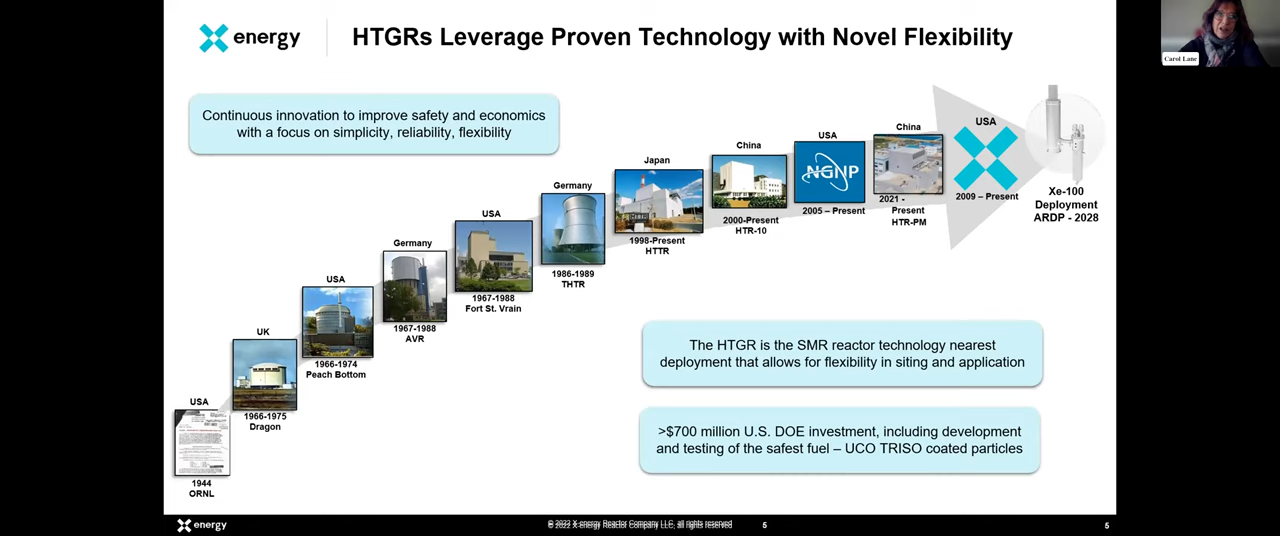 energy
HTGRs Leverage Proven Technology with Novel Flexibility
Carol Lane
Continuous innovation to improve safety and economics
with a focus on simplicity, reliability, flexibility
USA
1944
ORNL
UK
1966-1975
Dragon
USA
1966-1974
Peach Bottom
Germany
1967-1988
AVR
USA
1967-1988
Fort St. Vrain
Germany
1986-1989
THTR
Japan
1998-Present
HTTR
China
2000-Present
HTR-10
USA
NGNP
2005 – Present
China
2021 -
Present
HTR-PM
USA
2009 – Present
Xe-100
Deployment
ARDP - 2028
The HTGR is the SMR reactor technology nearest
deployment that allows for flexibility in siting and application
>$700 million U.S. DOE investment, including development
and testing of the safest fuel – UCO TRISO coated particles
energy
© 2022 X-energy Reactor Company LLC, all rights reserved
5
5